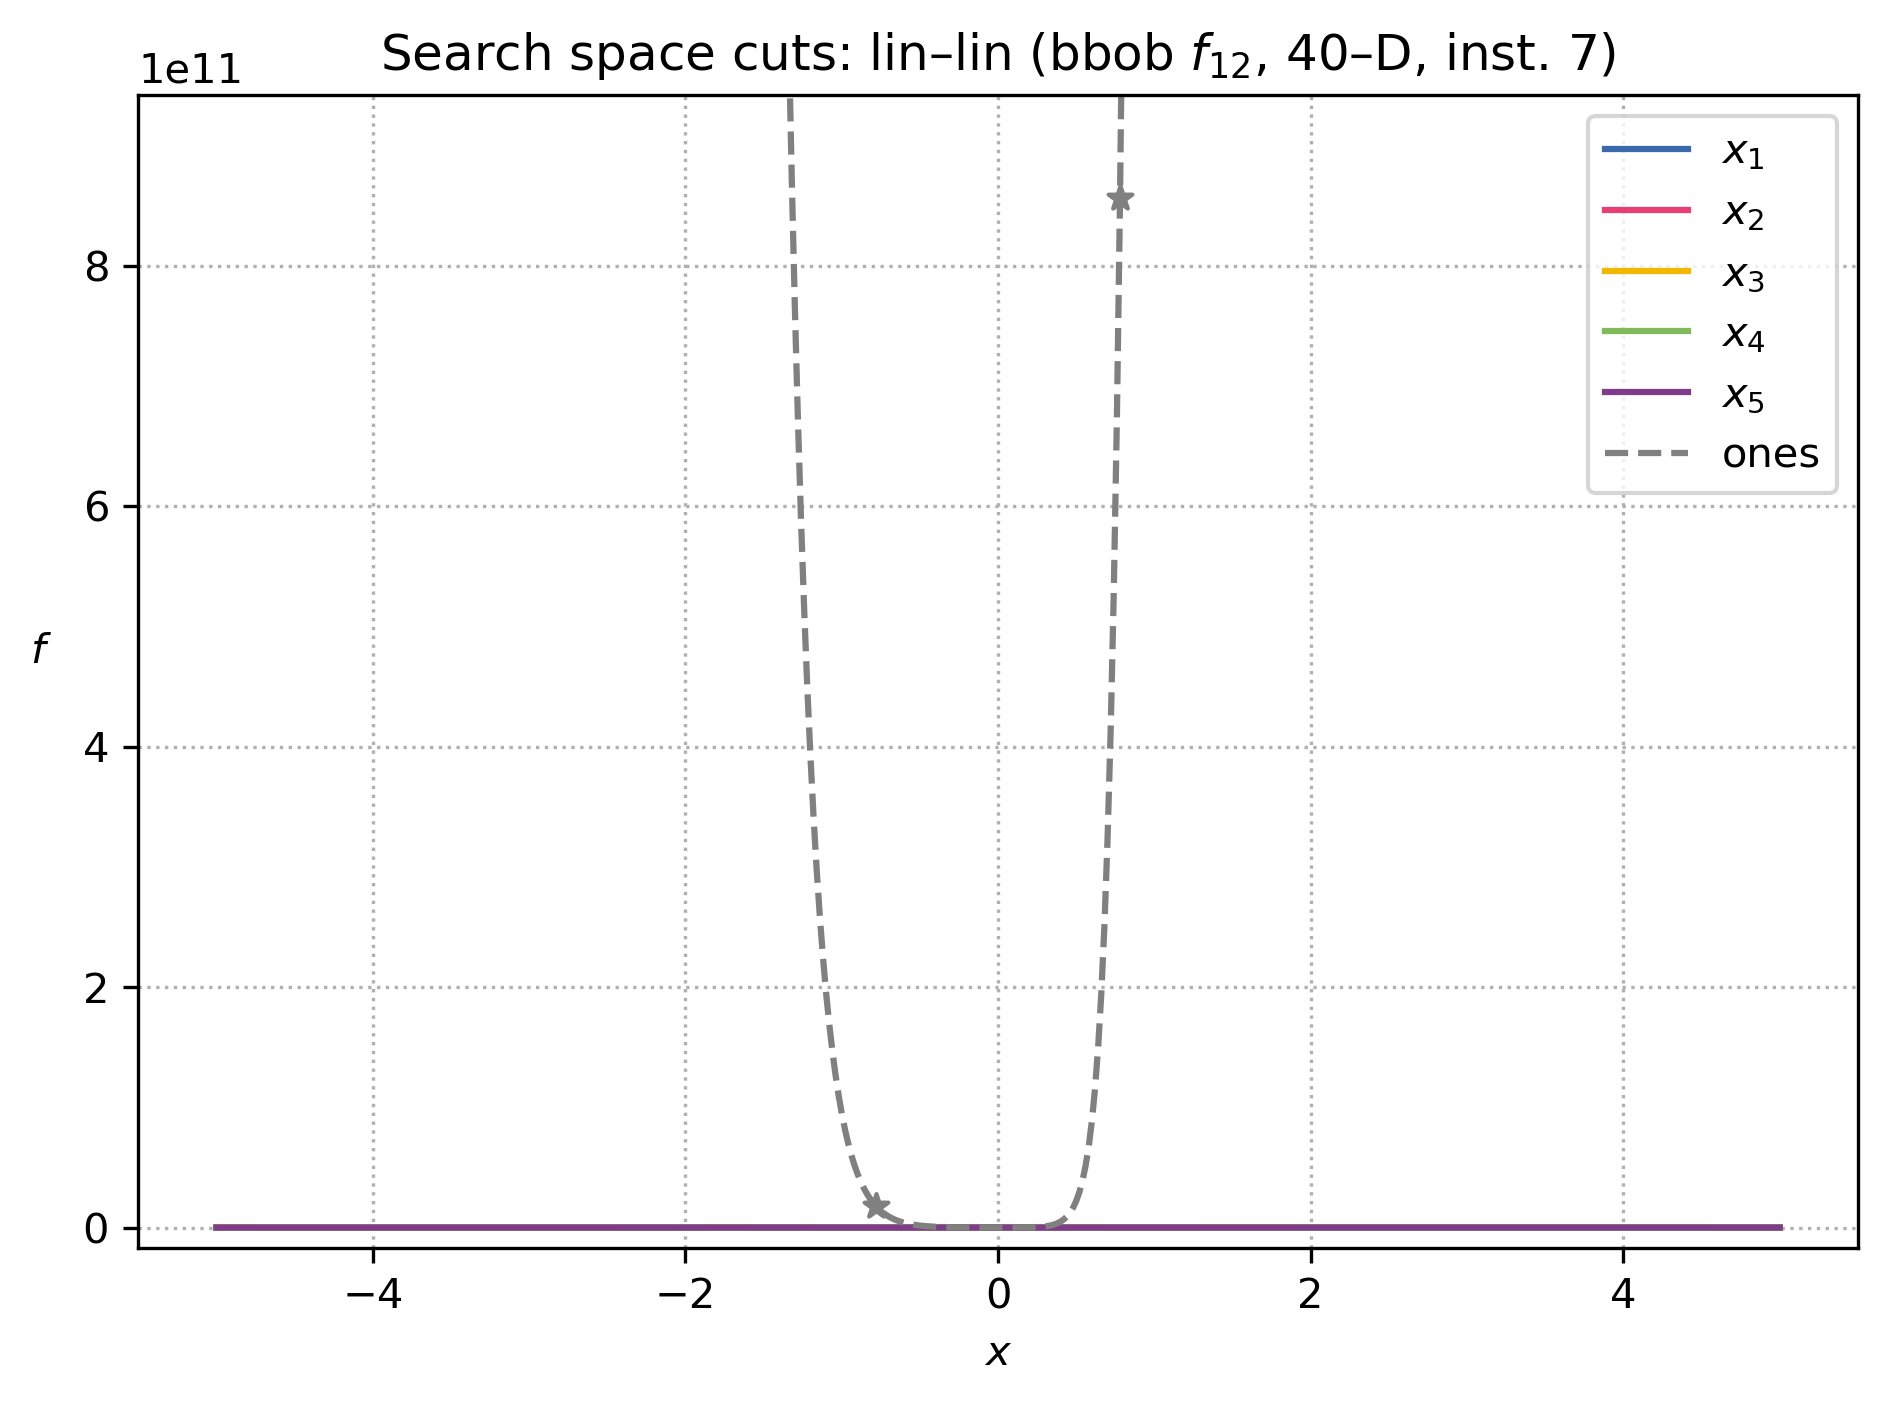 Search space cuts: lin–lin (bbob f₁₂, 40–D, inst. 7)
1e11
8
6
4
2
0
f
−4 −2 0 2 4
x
x₁
x₂
x₃
x₄
x₅
ones